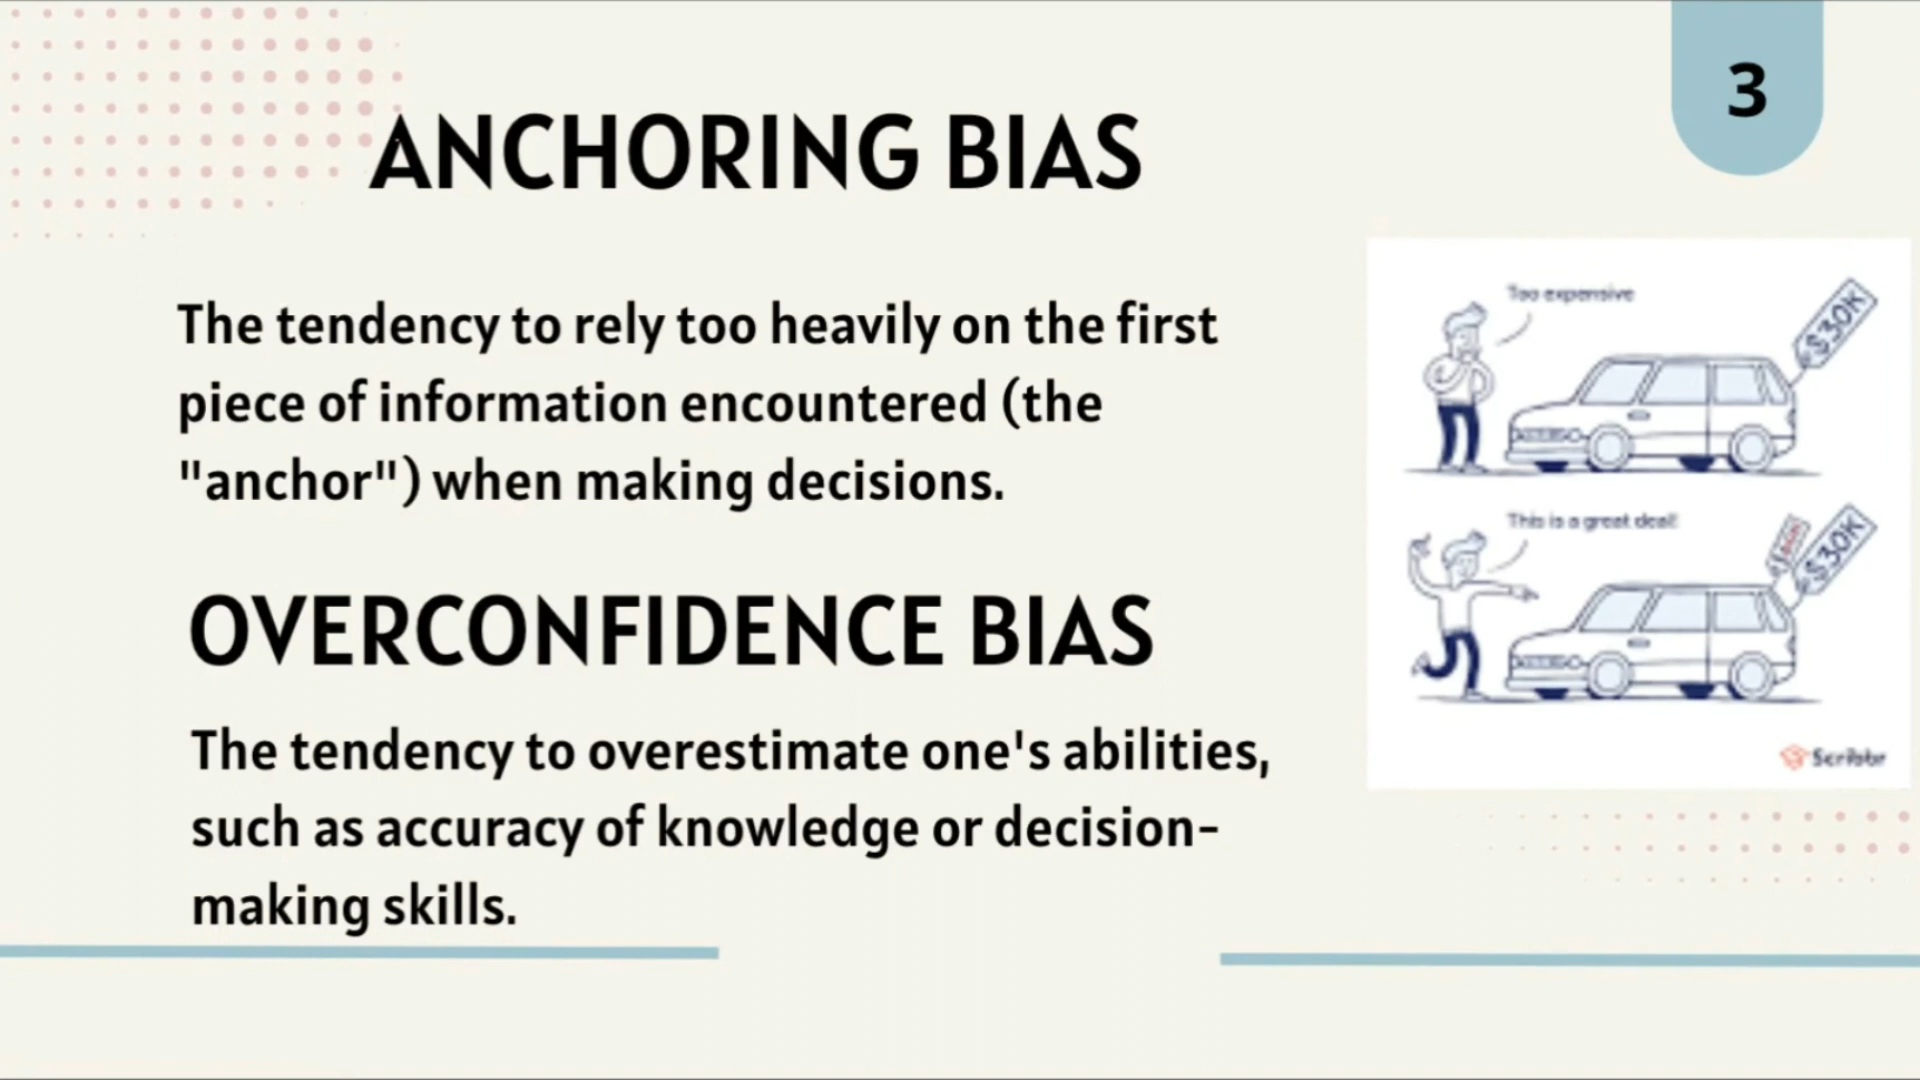 3
ANCHORING BIAS
The tendency to rely too heavily on the first
piece of information encountered (the
"anchor") when making decisions.
Too expensive
$30K
This is a great deal!
$30K
Scribbr
OVERCONFIDENCE BIAS
The tendency to overestimate one's abilities,
such as accuracy of knowledge or decision-
making skills.